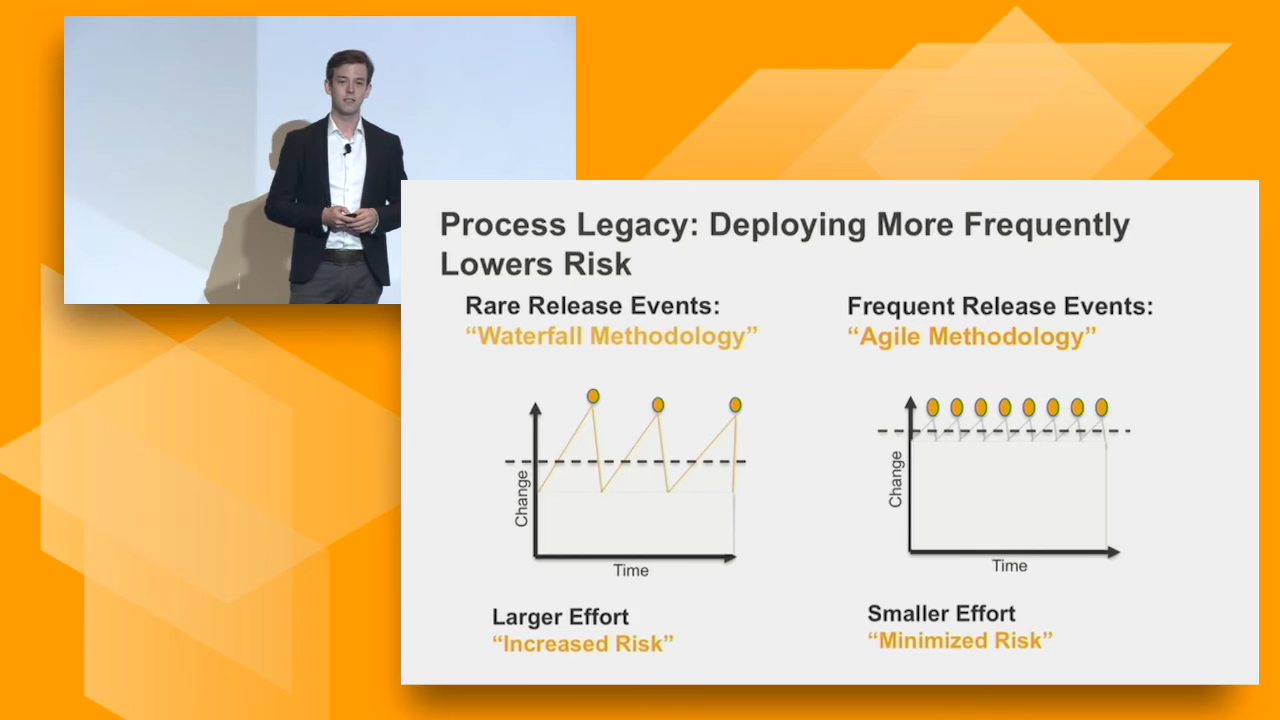 Process Legacy: Deploying More Frequently
Lowers Risk
Rare Release Events:
“Waterfall Methodology”
Change
Time
Larger Effort
“Increased Risk”
Frequent Release Events:
“Agile Methodology”
Change
Time
Smaller Effort
“Minimized Risk”